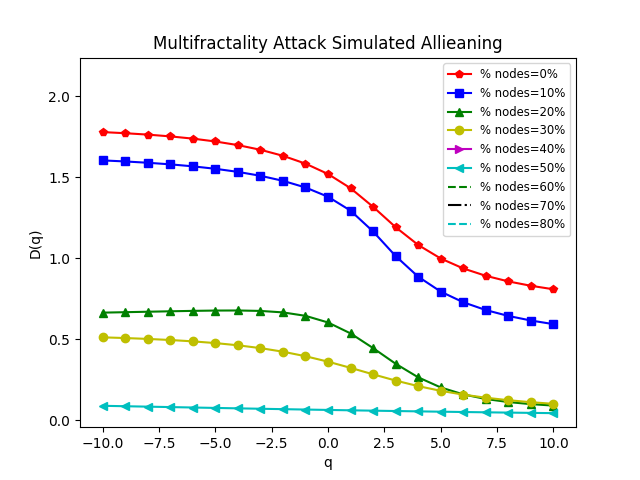 Multifractality Attack Simulated Allieaning
% nodes=0%
% nodes=10%
% nodes=20%
% nodes=30%
% nodes=40%
% nodes=50%
% nodes=60%
% nodes=70%
% nodes=80%
2.0
1.5
1.0
0.5
0.0
D(q)
−10.0 −7.5 −5.0 −2.5 0.0 2.5 5.0 7.5 10.0
q